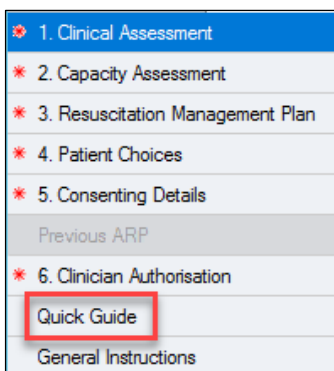 * 1. Clinical Assessment
* 2. Capacity Assessment
* 3. Resuscitation Management Plan
* 4. Patient Choices
* 5. Consenting Details
Previous ARP
* 6. Clinician Authorisation
Quick Guide
General Instructions